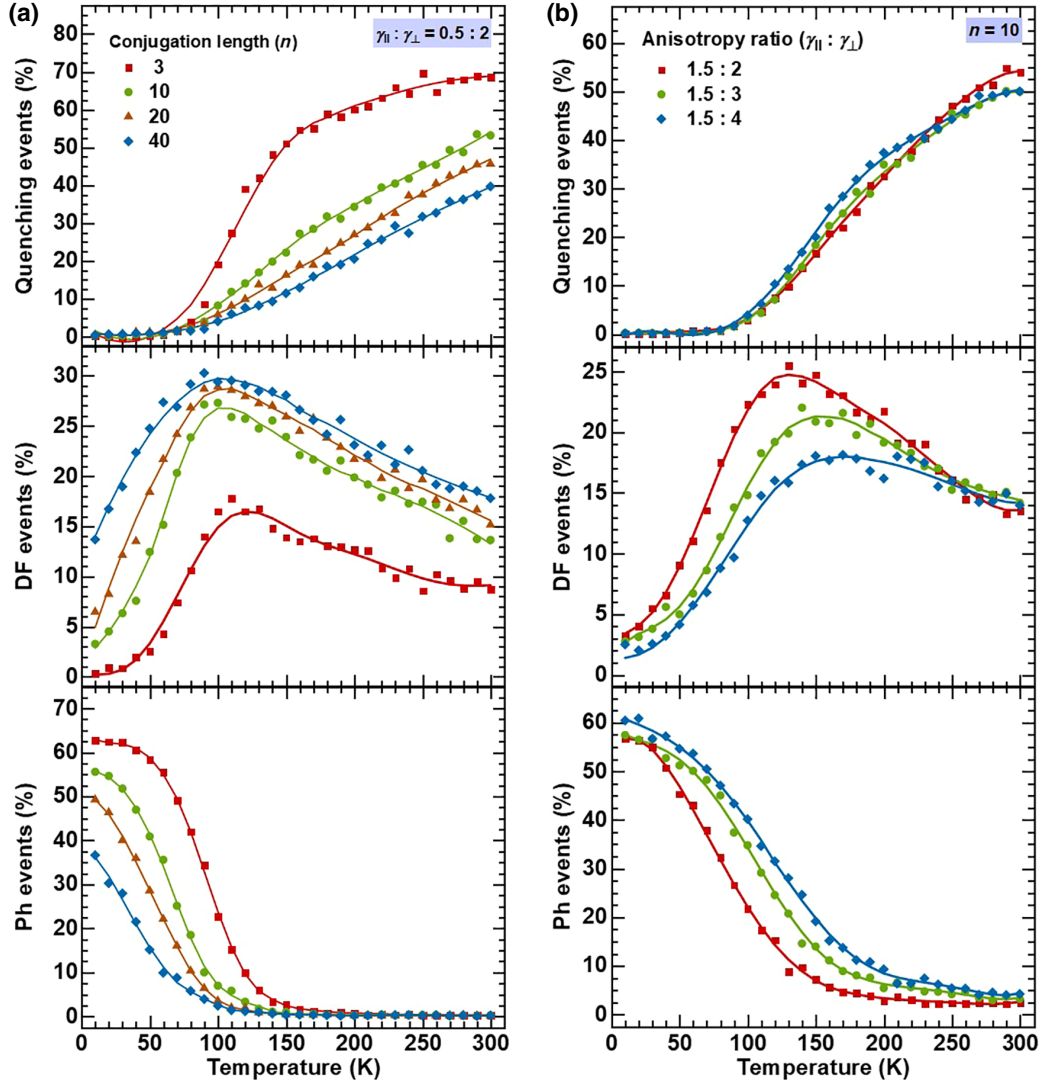 (a)
γ∥ : γ⊥ = 0.5 : 2
Conjugation length (n)
3
10
20
40
Quenching events (%)
80
70
60
50
40
30
20
10
0
DF events (%)
30
25
20
15
10
5
0
Ph events (%)
70
60
50
40
30
20
10
0
0 50 100 150 200 250 300
Temperature (K)
(b)
n = 10
Anisotropy ratio (γ∥ : γ⊥)
1.5 : 2
1.5 : 3
1.5 : 4
Quenching events (%)
70
60
50
40
30
20
10
0
DF events (%)
25
20
15
10
5
0
Ph events (%)
60
50
40
30
20
10
0
0 50 100 150 200 250 300
Temperature (K)